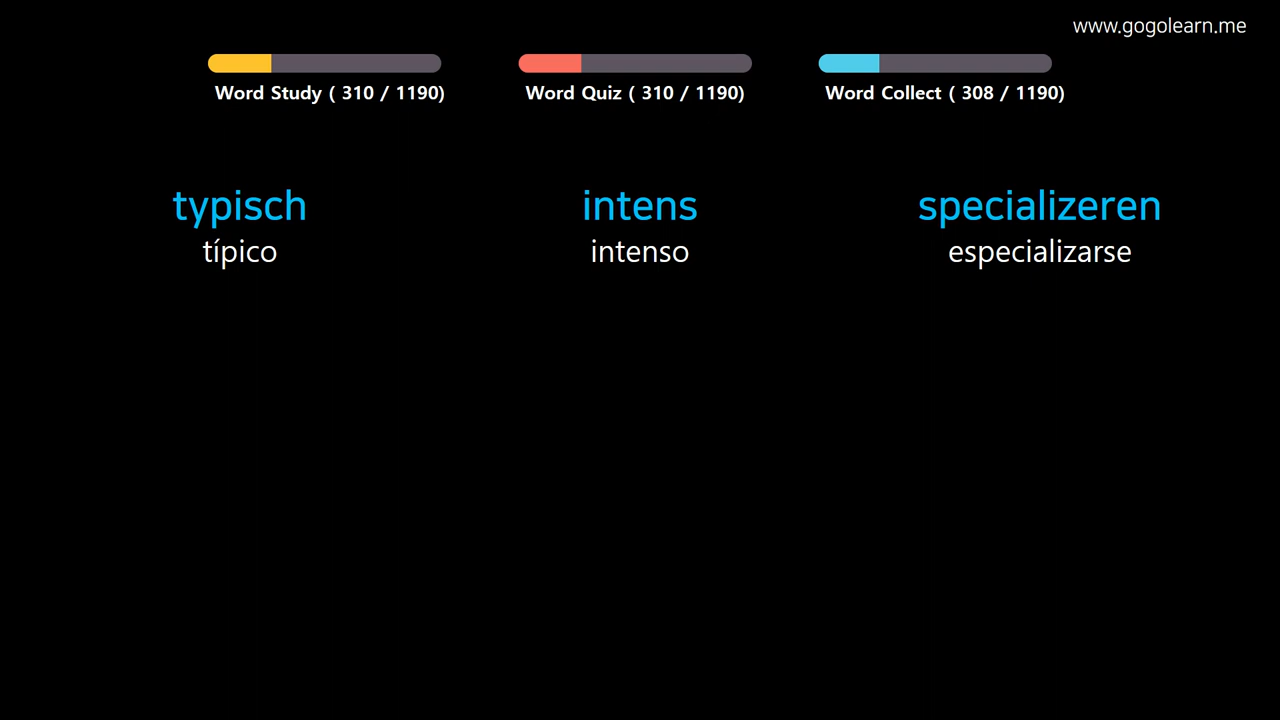 www.gogolearn.me
Word Study ( 310 / 1190)
Word Quiz ( 310 / 1190)
Word Collect ( 308 / 1190)
typisch
típico
intens
intenso
specializeren
especializarse